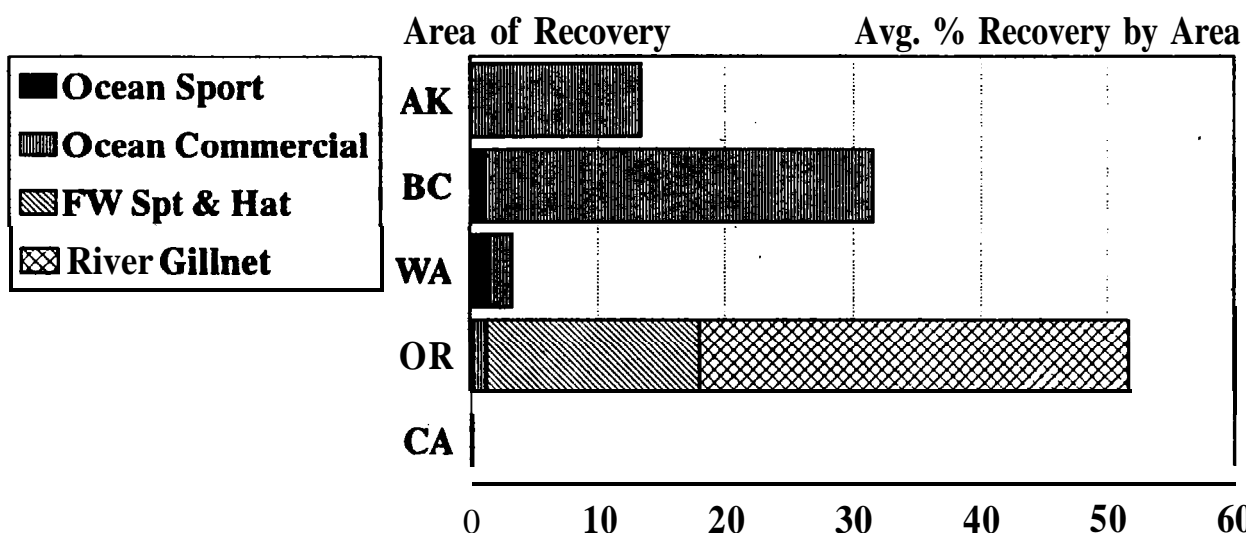 Area of Recovery Avg. % Recovery by Area
Ocean Sport
Ocean Commercial
FW Spt & Hat
River Gillnet
AK
BC
WA
OR
CA
0 10 20 30 40 50 60